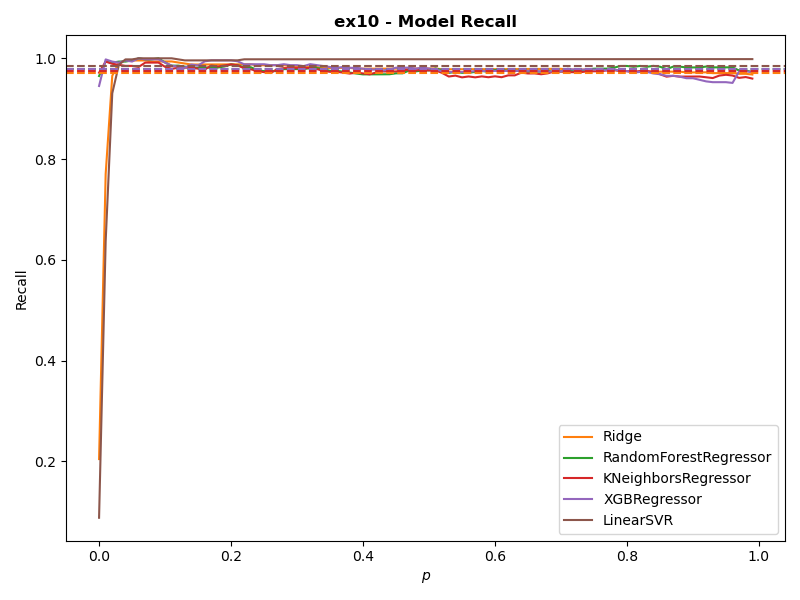 ex10 - Model Recall
1.0
0.8
0.6
0.4
0.2
Recall
0.0 0.2 0.4 0.6 0.8 1.0
p
Ridge
RandomForestRegressor
KNeighborsRegressor
XGBRegressor
LinearSVR